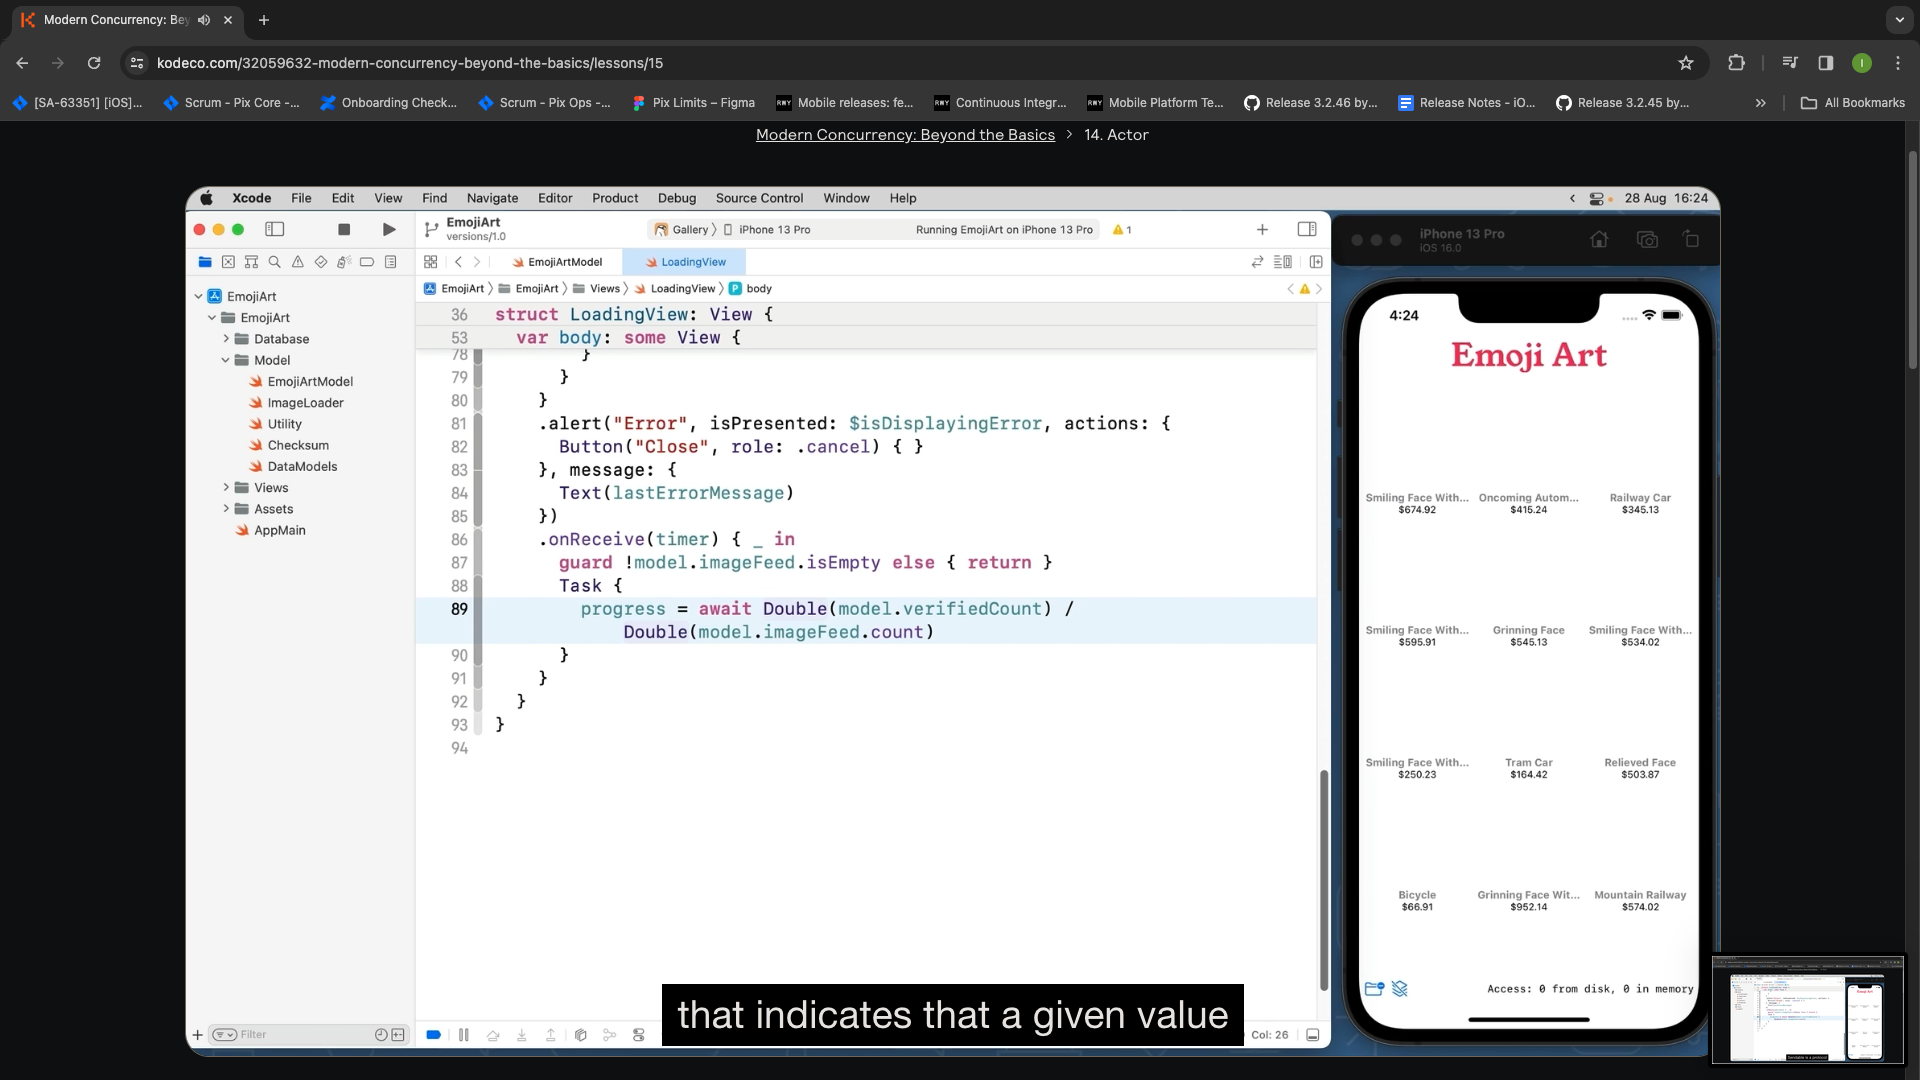 Modern Concurrency: Bey
kodeco.com/32059632-modern-concurrency-beyond-the-basics/lessons/15
[SA-63351] [iOS]...
Scrum - Pix Core -...
Onboarding Check...
Scrum - Pix Ops -...
Pix Limits – Figma
Mobile releases: fe...
Continuous Integr...
Mobile Platform Te...
Release 3.2.46 by...
Release Notes - iO...
Release 3.2.45 by...
» All Bookmarks
Modern Concurrency: Beyond the Basics > 14. Actor
Xcode File Edit View Find Navigate Editor Product Debug Source Control Window Help
28 Aug 16:24
EmojiArt
versions/1.0
Gallery iPhone 13 Pro
Running EmojiArt on iPhone 13 Pro
1
EmojiArtModel
LoadingView
EmojiArt EmojiArt Views LoadingView P body
EmojiArt
EmojiArt
Database
Model
EmojiArtModel
ImageLoader
Utility
Checksum
DataModels
Views
Assets
AppMain
Filter
36 struct LoadingView: View {
53 var body: some View {
78 }
79 }
80 }
81 .alert("Error", isPresented: $isDisplayingError, actions: {
82 Button("Close", role: .cancel) { }
83 }, message: {
84 Text(lastErrorMessage)
85 })
86 .onReceive(timer) { _ in
87 guard !model.imageFeed.isEmpty else { return }
88 Task {
89 progress = await Double(model.verifiedCount) /
Double(model.imageFeed.count)
90 }
91 }
92 }
93 }
94
Col: 26
iPhone 13 Pro
iOS 16.0
4:24
Emoji Art
Smiling Face With... Oncoming Autom... Railway Car
$674.92 $415.24 $345.13
Smiling Face With... Grinning Face Smiling Face With...
$595.91 $545.13 $534.02
Smiling Face With... Tram Car Relieved Face
$250.23 $164.42 $503.87
Bicycle Grinning Face Wit... Mountain Railway
$66.91 $952.14 $574.02
Access: 0 from disk, 0 in memory
that indicates that a given value